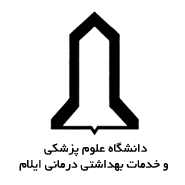 دانشگاه علوم پزشکی
و خدمات بهداشتی درمانی ایلام